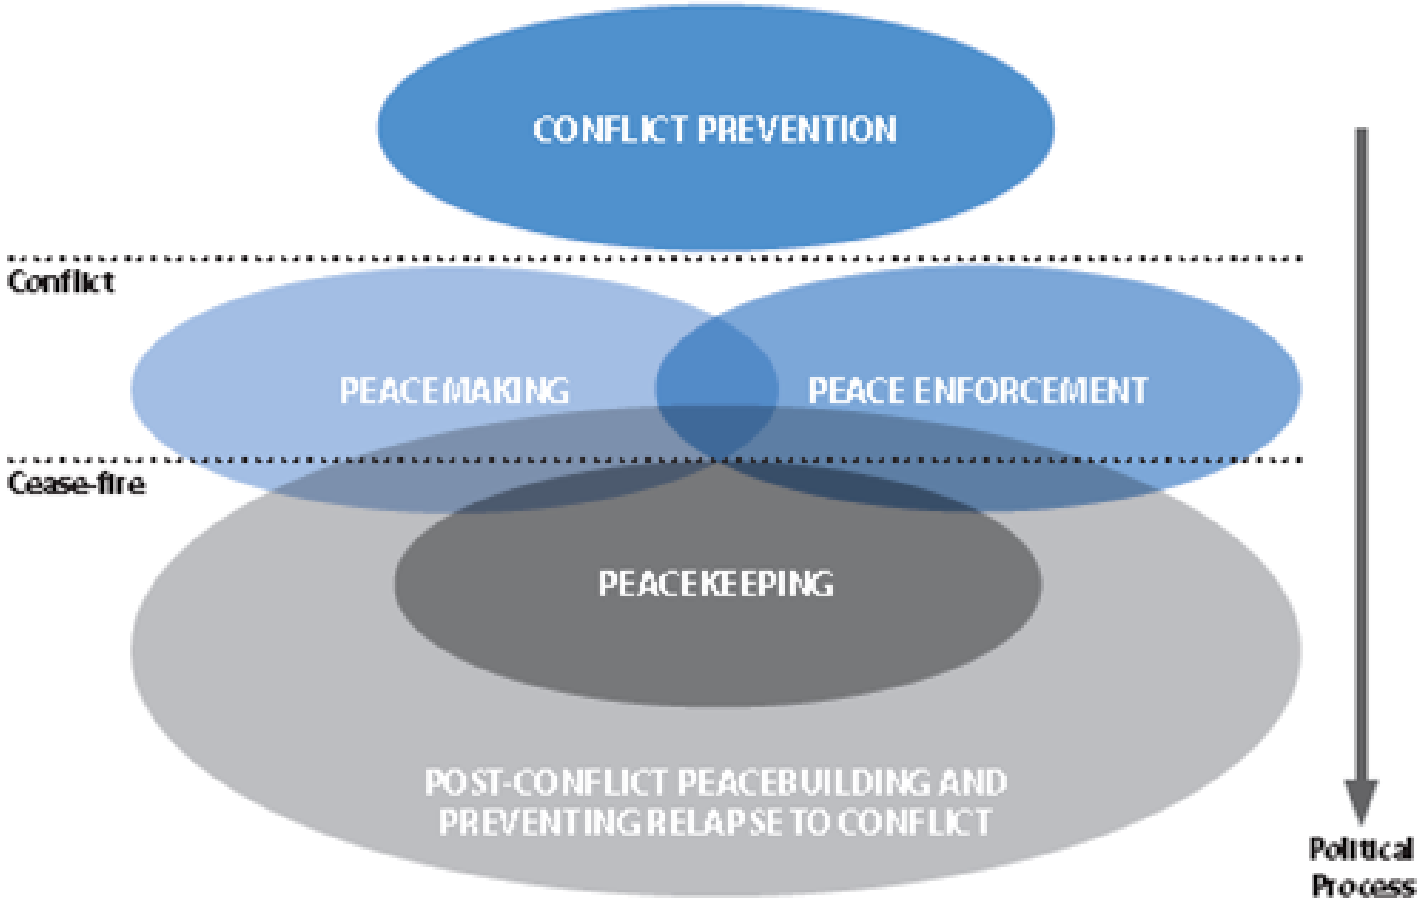 CONFLICT PREVENTION
Conflict
PEACEMAKING
PEACE ENFORCEMENT
Cease-fire
PEACEKEEPING
POST-CONFLICT PEACEBUILDING AND
PREVENTING RELAPSE TO CONFLICT
Political
Process